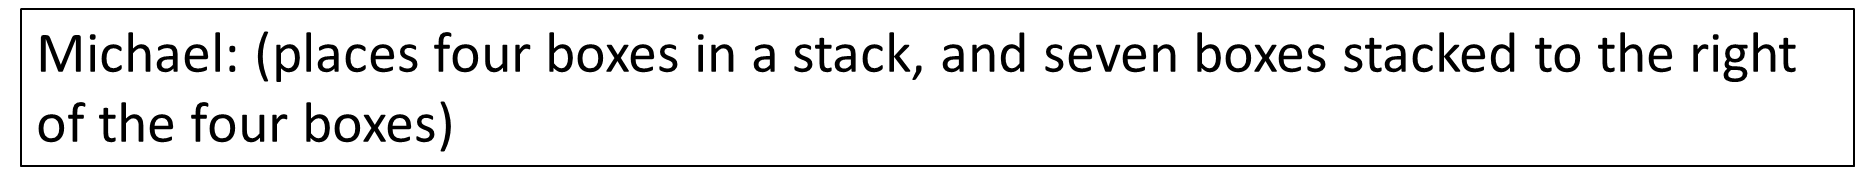 Michael: (places four boxes in a stack, and seven boxes stacked to the right
of the four boxes)